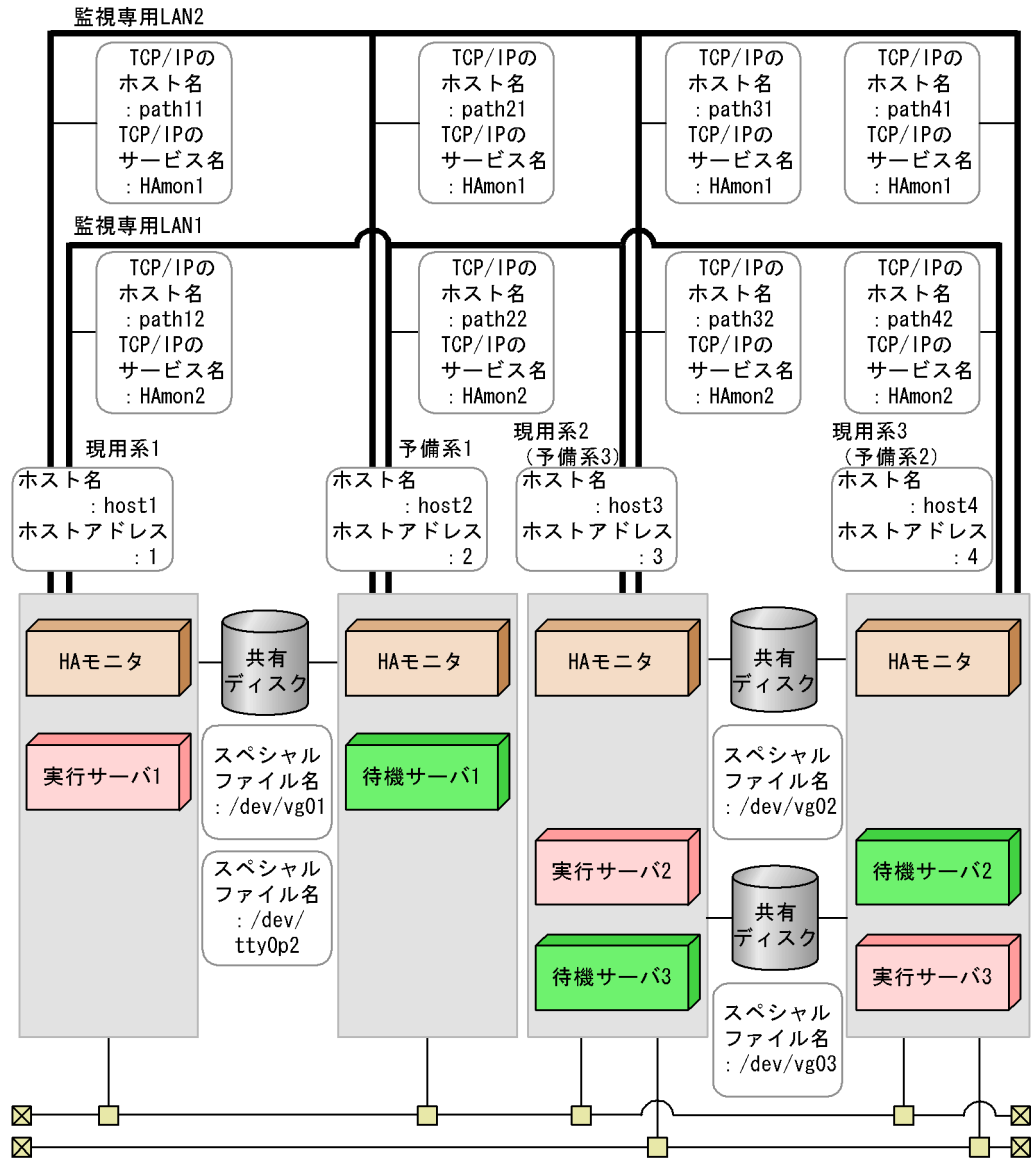 監視専用LAN2
TCP/IPの
ホスト名
：path11
TCP/IPの
サービス名
：HAmon1
TCP/IPの
ホスト名
：path21
TCP/IPの
サービス名
：HAmon1
TCP/IPの
ホスト名
：path31
TCP/IPの
サービス名
：HAmon1
TCP/IPの
ホスト名
：path41
TCP/IPの
サービス名
：HAmon1
監視専用LAN1
TCP/IPの
ホスト名
：path12
TCP/IPの
サービス名
：HAmon2
TCP/IPの
ホスト名
：path22
TCP/IPの
サービス名
：HAmon2
TCP/IPの
ホスト名
：path32
TCP/IPの
サービス名
：HAmon2
TCP/IPの
ホスト名
：path42
TCP/IPの
サービス名
：HAmon2
現用系1
ホスト名
：host1
ホストアドレス
：1
予備系1
ホスト名
：host2
ホストアドレス
：2
現用系2
（予備系3）
ホスト名
：host3
ホストアドレス
：3
現用系3
（予備系2）
ホスト名
：host4
ホストアドレス
：4
HAモニタ
共有
ディスク
HAモニタ
HAモニタ
共有
ディスク
HAモニタ
実行サーバ1
スペシャル
ファイル名
：/dev/vg01
待機サーバ1
スペシャル
ファイル名
：/dev/vg02
スペシャル
ファイル名
：/dev/
tty0p2
実行サーバ2
待機サーバ2
共有
ディスク
待機サーバ3
実行サーバ3
スペシャル
ファイル名
：/dev/vg03